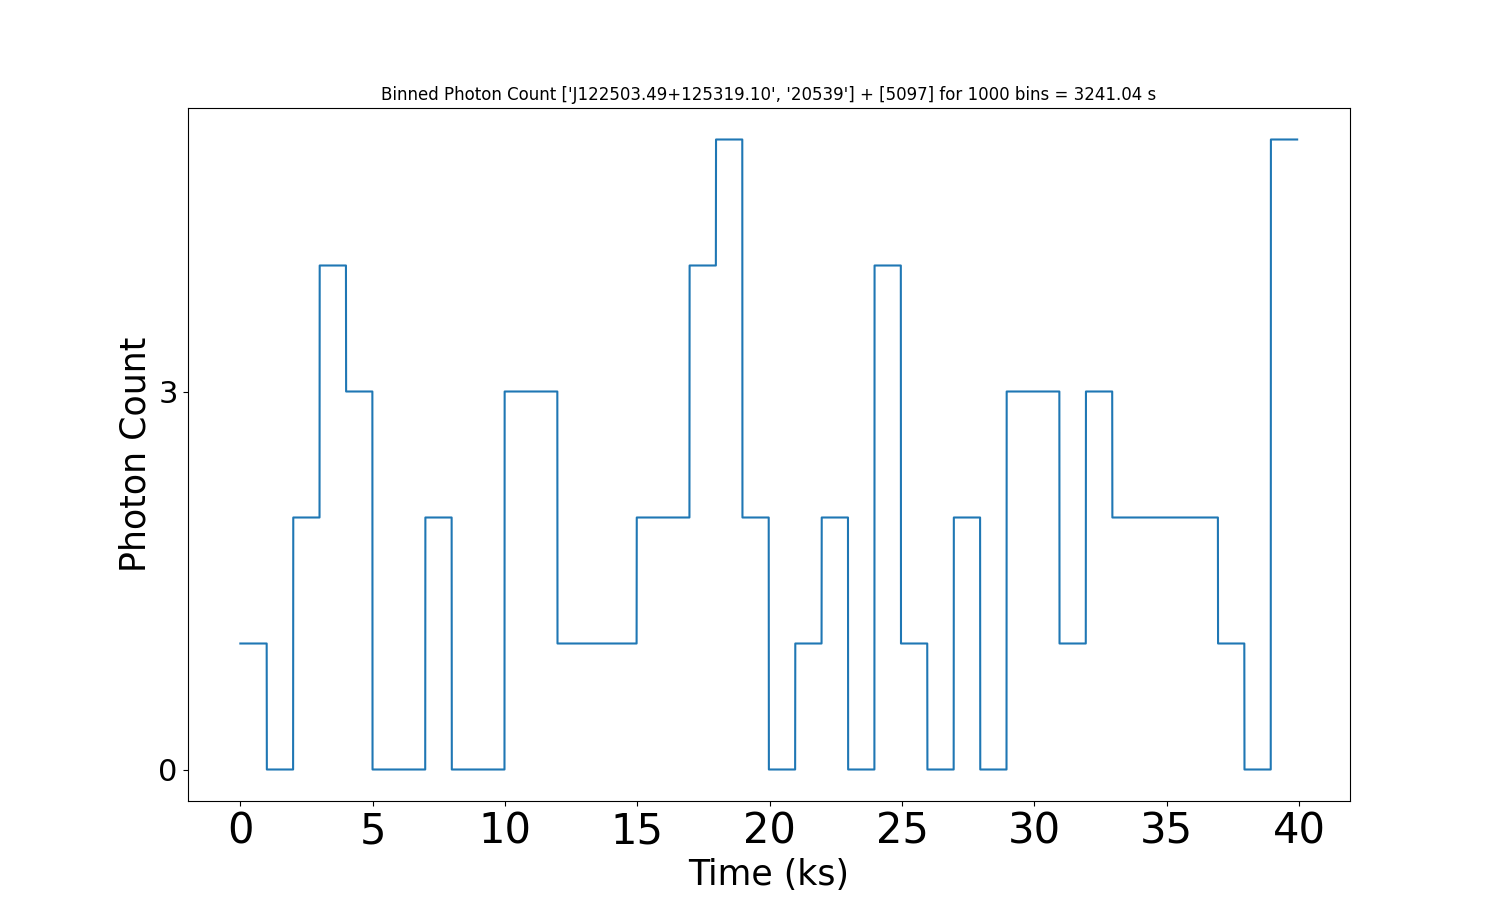 Binned Photon Count ['J122503.49+125319.10', '20539'] + [5097] for 1000 bins = 3241.04 s
Photon Count
3
0
0 5 10 15 20 25 30 35 40
Time (ks)